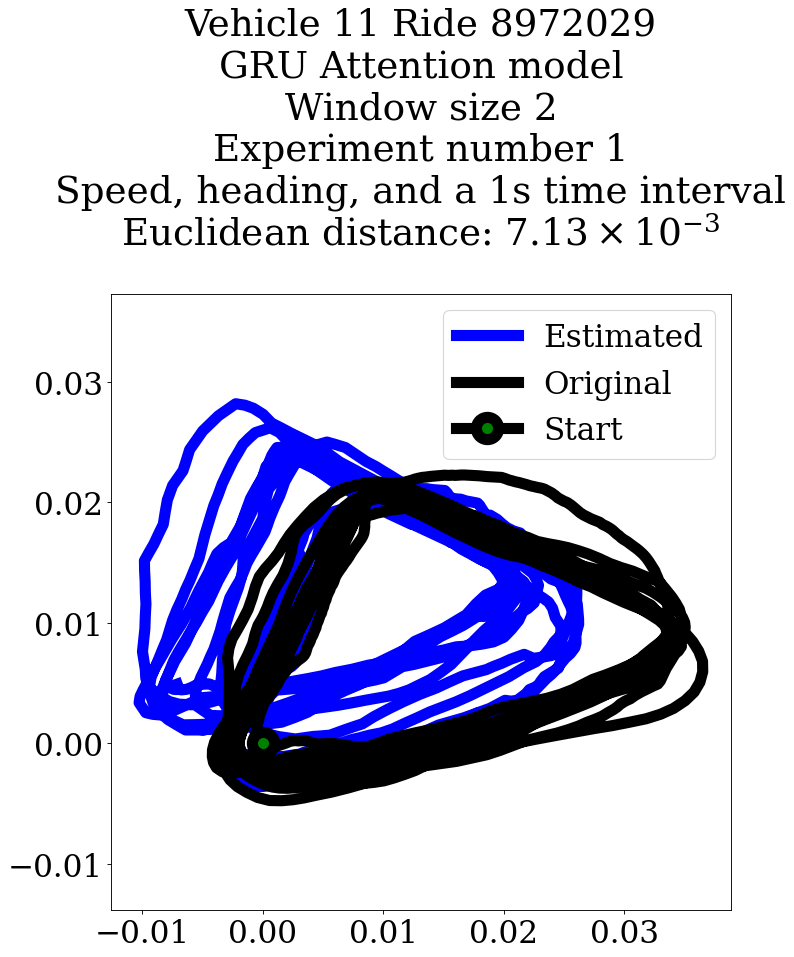 Vehicle 11 Ride 8972029
GRU Attention model
Window size 2
Experiment number 1
Speed, heading, and a 1s time interval
Euclidean distance: 7.13 × 10⁻³
Estimated
Original
Start
0.03
0.02
0.01
0.00
−0.01
−0.01 0.00 0.01 0.02 0.03